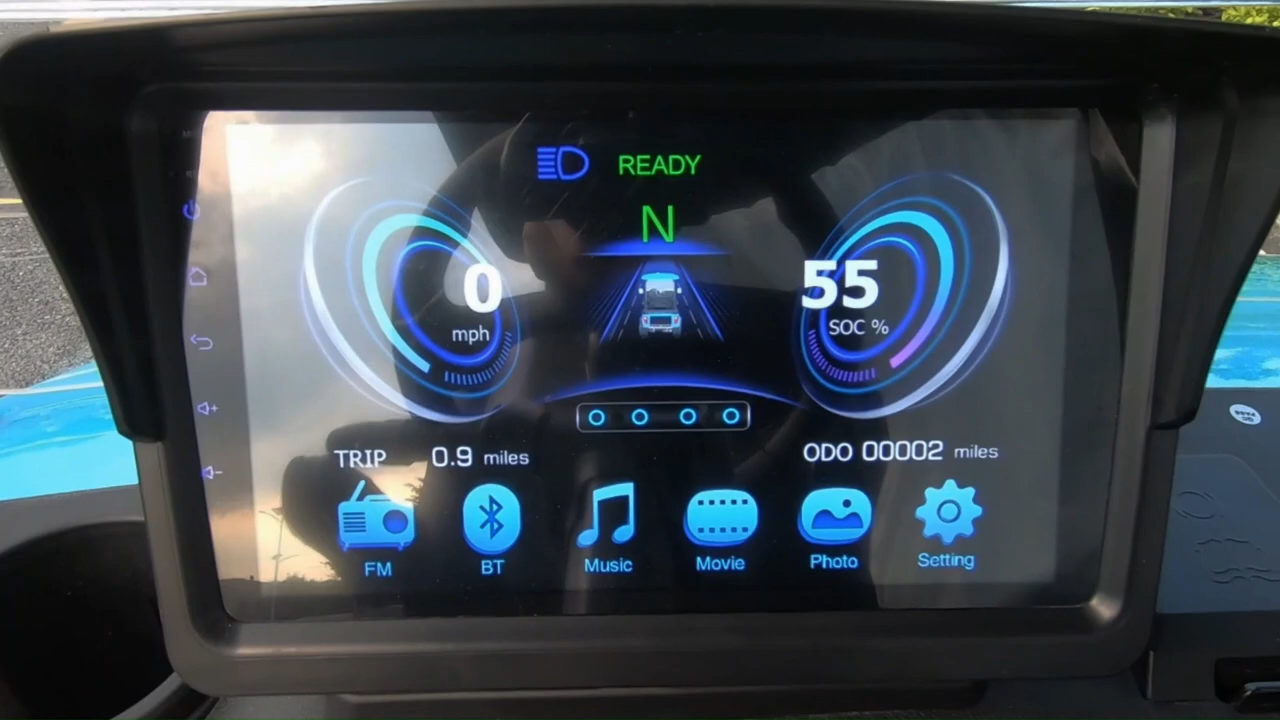 READY
N
0
mph
55
SOC %
TRIP 0.9 miles
ODO 00002 miles
FM
BT
Music
Movie
Photo
Setting